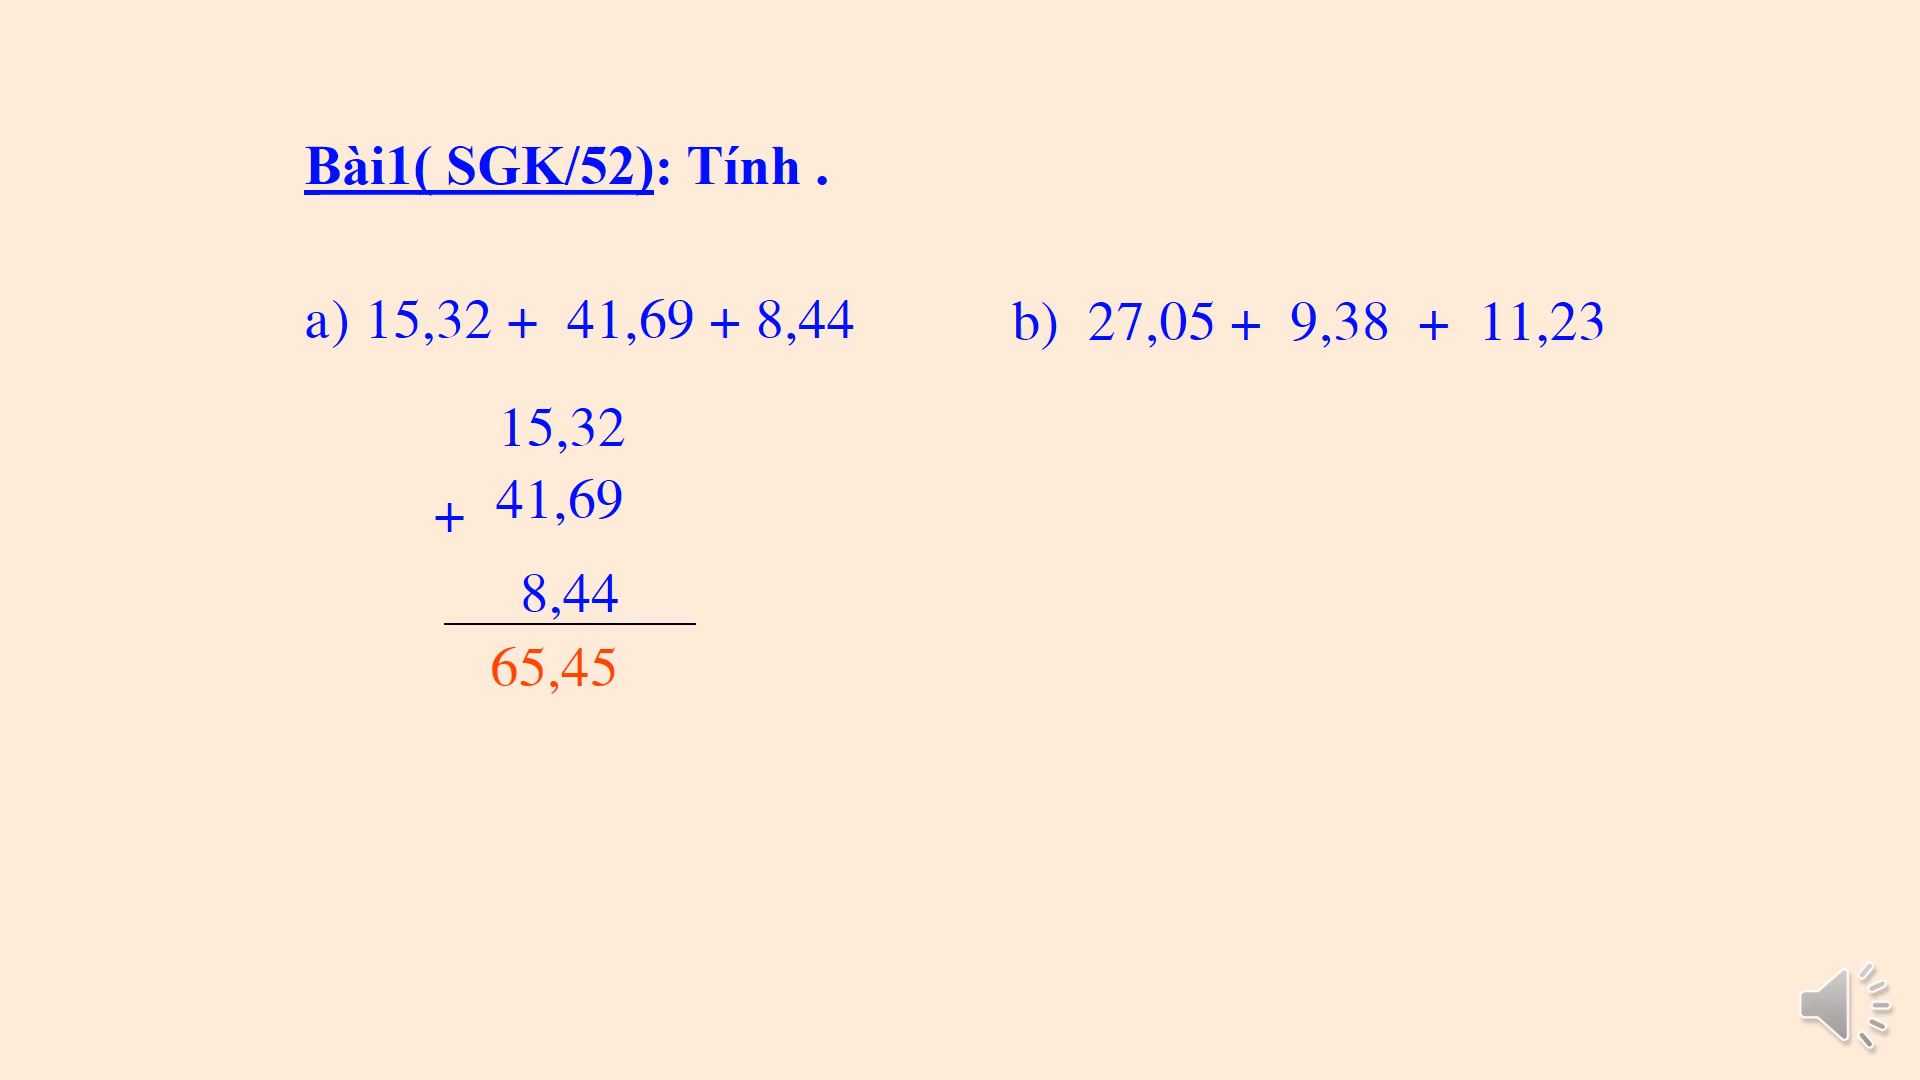 Bài1( SGK/52): Tính .
a) 15,32 + 41,69 + 8,44
b) 27,05 + 9,38 + 11,23
15,32
+ 41,69
8,44
65,45